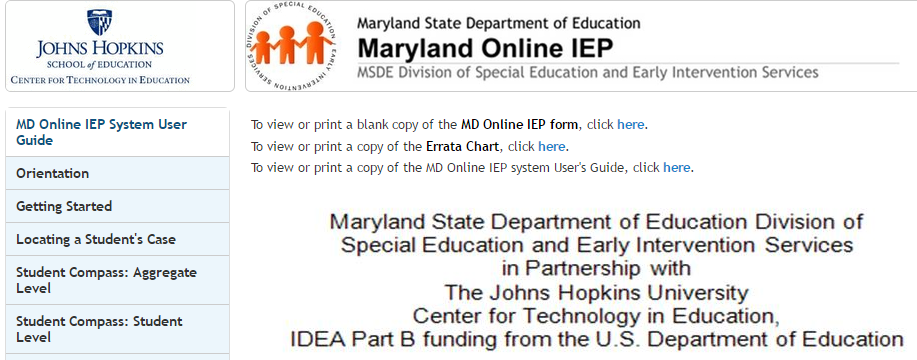 JOHNS HOPKINS
SCHOOL of EDUCATION
CENTER FOR TECHNOLOGY IN EDUCATION
DIVISION OF SPECIAL EDUCATION EARLY INTERVENTION SERVICES
Maryland State Department of Education
Maryland Online IEP
MSDE Division of Special Education and Early Intervention Services
MD Online IEP System User
Guide
Orientation
Getting Started
Locating a Student's Case
Student Compass: Aggregate
Level
Student Compass: Student
Level
To view or print a blank copy of the MD Online IEP form, click here.
To view or print a copy of the Errata Chart, click here.
To view or print a copy of the MD Online IEP system User's Guide, click here.
Maryland State Department of Education Division of
Special Education and Early Intervention Services
in Partnership with
The Johns Hopkins University
Center for Technology in Education,
IDEA Part B funding from the U.S. Department of Education